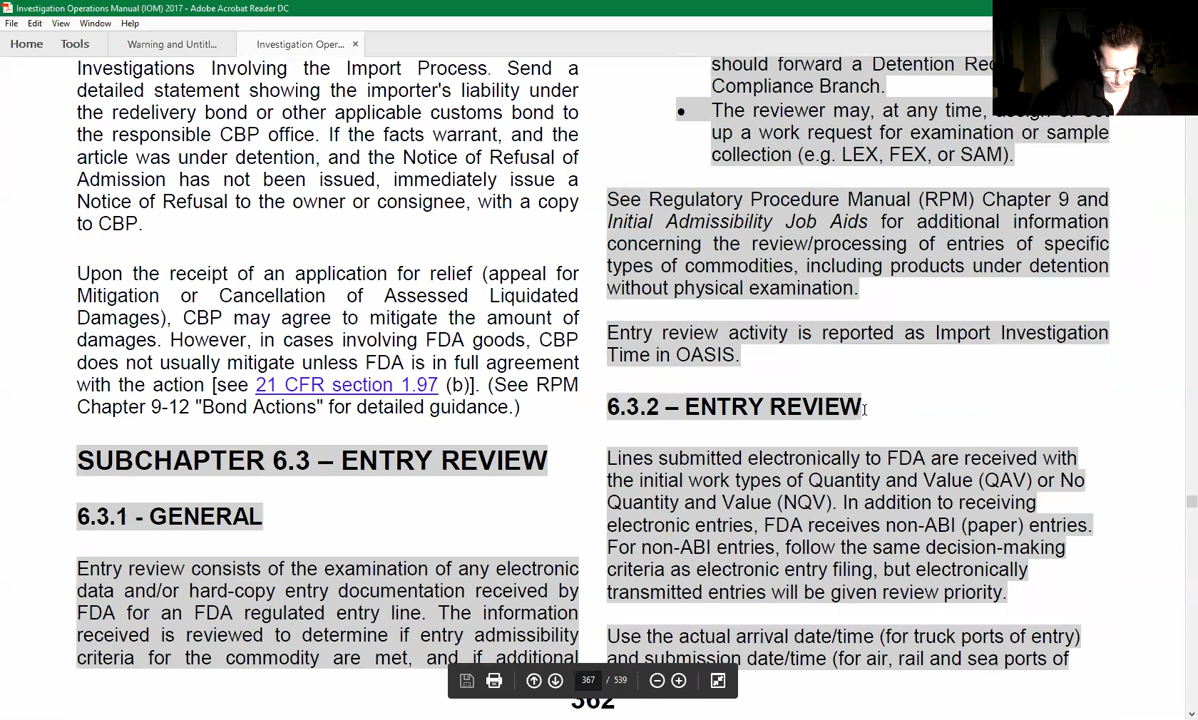 Investigation Operations Manual (IOM) 2017 - Adobe Acrobat Reader DC
File Edit View Window Help
Home Tools Warning and Untitl... Investigation Oper... ×
Investigations Involving the Import Process. Send a
detailed statement showing the importer's liability under
the redelivery bond or other applicable customs bond to
the responsible CBP office. If the facts warrant, and the
article was under detention, and the Notice of Refusal of
Admission has not been issued, immediately issue a
Notice of Refusal to the owner or consignee, with a copy
to CBP.
Upon the receipt of an application for relief (appeal for
Mitigation or Cancellation of Assessed Liquidated
Damages), CBP may agree to mitigate the amount of
damages. However, in cases involving FDA goods, CBP
does not usually mitigate unless FDA is in full agreement
with the action [see 21 CFR section 1.97 (b)]. (See RPM
Chapter 9-12 "Bond Actions" for detailed guidance.)
SUBCHAPTER 6.3 – ENTRY REVIEW
6.3.1 - GENERAL
Entry review consists of the examination of any electronic
data and/or hard-copy entry documentation received by
FDA for an FDA regulated entry line. The information
received is reviewed to determine if entry admissibility
criteria for the commodity are met, and if additional
should forward a Detention
Compliance Branch.
• The reviewer may, at any time,
up a work request for examination or sample
collection (e.g. LEX, FEX, or SAM).
See Regulatory Procedure Manual (RPM) Chapter 9 and
Initial Admissibility Job Aids for additional information
concerning the review/processing of entries of specific
types of commodities, including products under detention
without physical examination.
Entry review activity is reported as Import Investigation
Time in OASIS.
6.3.2 – ENTRY REVIEW
Lines submitted electronically to FDA are received with
the initial work types of Quantity and Value (QAV) or No
Quantity and Value (NQV). In addition to receiving
electronic entries, FDA receives non-ABI (paper) entries.
For non-ABI entries, follow the same decision-making
criteria as electronic entry filing, but electronically
transmitted entries will be given review priority.
Use the actual arrival date/time (for truck ports of entry)
and submission date/time (for air, rail and sea ports of
367 / 539
362